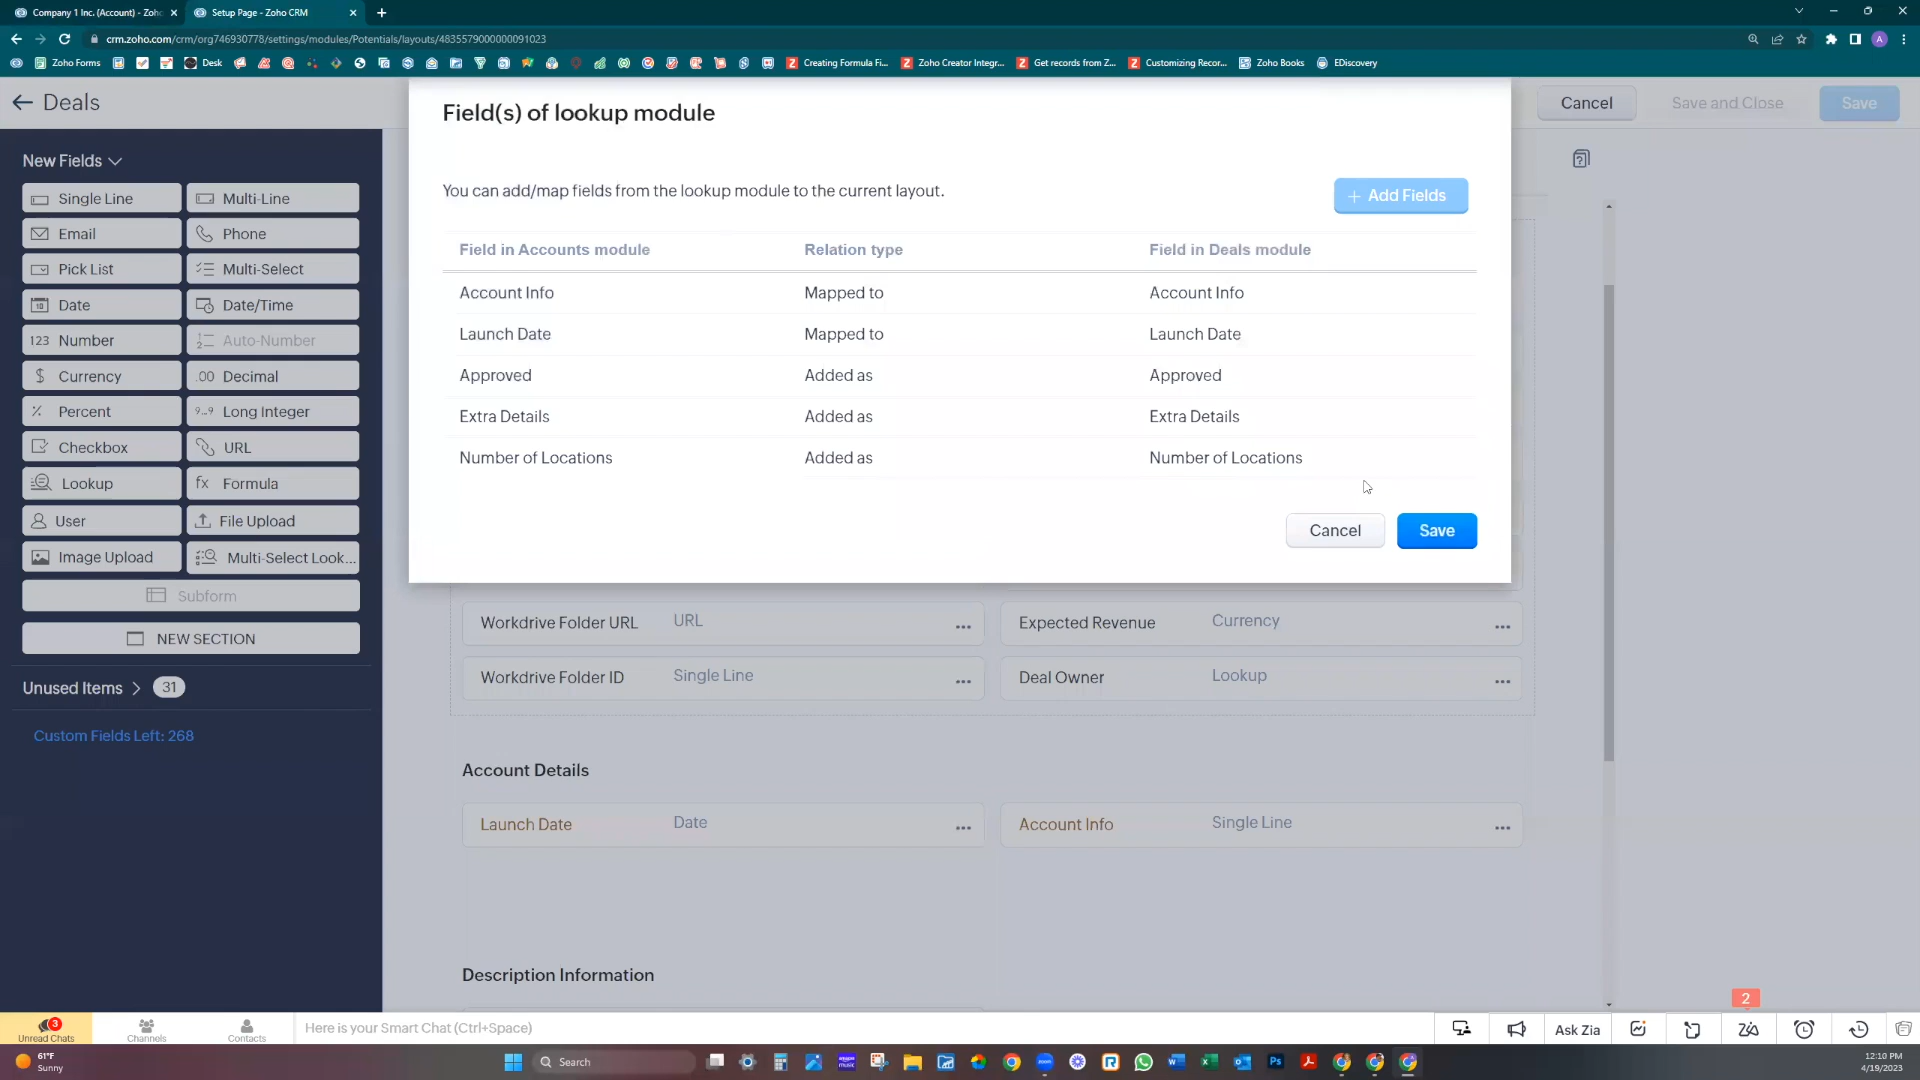 Company 1 Inc. (Account) - Zoho
Setup Page - Zoho CRM
crm.zoho.com/crm/org746930778/settings/modules/Potentials/layouts/4835579000000091023
Zoho Forms
Desk
Creating Formula Fi...
Zoho Creator Integr...
Get records from Z...
Customizing Recor...
Zoho Books
EDiscovery
Deals
Cancel
Save and Close
Save
Field(s) of lookup module
You can add/map fields from the lookup module to the current layout.
+ Add Fields
Field in Accounts module Relation type Field in Deals module
Account Info Mapped to Account Info
Launch Date Mapped to Launch Date
Approved Added as Approved
Extra Details Added as Extra Details
Number of Locations Added as Number of Locations
Cancel Save
New Fields
Single Line Multi-Line
Email Phone
Pick List Multi-Select
Date Date/Time
123 Number Auto-Number
$ Currency .00 Decimal
% Percent 9..9 Long Integer
Checkbox URL
Lookup fx Formula
User File Upload
Image Upload Multi-Select Look...
Subform
NEW SECTION
Unused Items 31
Custom Fields Left: 268
Workdrive Folder URL URL ... Expected Revenue Currency ...
Workdrive Folder ID Single Line ... Deal Owner Lookup ...
Account Details
Launch Date Date ... Account Info Single Line ...
Description Information
2
3
Unread Chats Channels Contacts
Here is your Smart Chat (Ctrl+Space)
Ask Zia
61°F
Sunny
Search
12:10 PM
4/19/2023